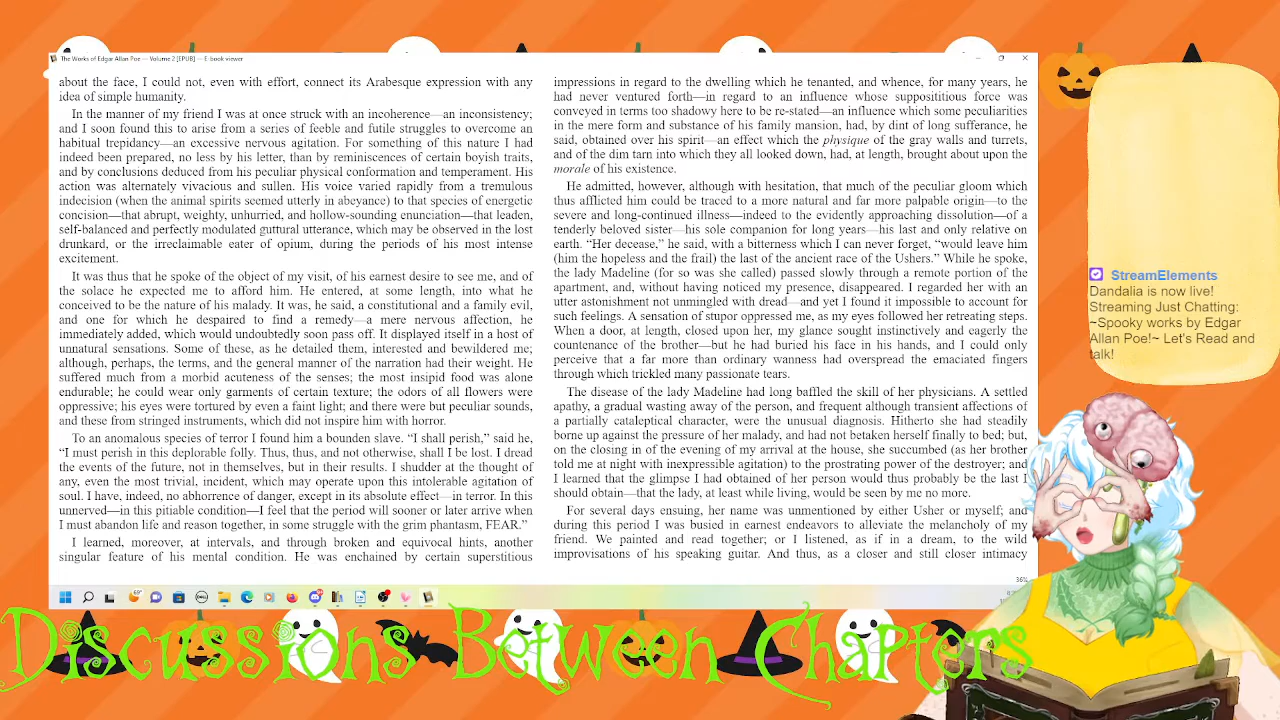 The Works of Edgar Allan Poe — Volume 2 [EPUB] — E-book viewer
about the face, I could not, even with effort, connect its Arabesque expression with any
idea of simple humanity.
In the manner of my friend I was at once struck with an incoherence—an inconsistency;
and I soon found this to arise from a series of feeble and futile struggles to overcome an
habitual trepidancy—an excessive nervous agitation. For something of this nature I had
indeed been prepared, no less by his letter, than by reminiscences of certain boyish traits,
and by conclusions deduced from his peculiar physical conformation and temperament. His
action was alternately vivacious and sullen. His voice varied rapidly from a tremulous
indecision (when the animal spirits seemed utterly in abeyance) to that species of energetic
concision—that abrupt, weighty, unhurried, and hollow-sounding enunciation—that leaden,
self-balanced and perfectly modulated guttural utterance, which may be observed in the lost
drunkard, or the irreclaimable eater of opium, during the periods of his most intense
excitement.
It was thus that he spoke of the object of my visit, of his earnest desire to see me, and of
the solace he expected me to afford him. He entered, at some length, into what he
conceived to be the nature of his malady. It was, he said, a constitutional and a family evil,
and one for which he despaired to find a remedy—a mere nervous affection, he
immediately added, which would undoubtedly soon pass off. It displayed itself in a host of
unnatural sensations. Some of these, as he detailed them, interested and bewildered me;
although, perhaps, the terms, and the general manner of the narration had their weight. He
suffered much from a morbid acuteness of the senses; the most insipid food was alone
endurable; he could wear only garments of certain texture; the odors of all flowers were
oppressive; his eyes were tortured by even a faint light; and there were but peculiar sounds,
and these from stringed instruments, which did not inspire him with horror.
To an anomalous species of terror I found him a bounden slave. “I shall perish,” said he,
“I must perish in this deplorable folly. Thus, thus, and not otherwise, shall I be lost. I dread
the events of the future, not in themselves, but in their results. I shudder at the thought of
any, even the most trivial, incident, which may operate upon this intolerable agitation of
soul. I have, indeed, no abhorrence of danger, except in its absolute effect—in terror. In this
unnerved—in this pitiable condition—I feel that the period will sooner or later arrive when
I must abandon life and reason together, in some struggle with the grim phantasm, FEAR.”
I learned, moreover, at intervals, and through broken and equivocal hints, another
singular feature of his mental condition. He was enchained by certain superstitious
impressions in regard to the dwelling which he tenanted, and whence, for many years, he
had never ventured forth—in regard to an influence whose supposititious force was
conveyed in terms too shadowy here to be re-stated—an influence which some peculiarities
in the mere form and substance of his family mansion, had, by dint of long sufferance, he
said, obtained over his spirit—an effect which the physique of the gray walls and turrets,
and of the dim tarn into which they all looked down, had, at length, brought about upon the
morale of his existence.
He admitted, however, although with hesitation, that much of the peculiar gloom which
thus afflicted him could be traced to a more natural and far more palpable origin—to the
severe and long-continued illness—indeed to the evidently approaching dissolution—of a
tenderly beloved sister—his sole companion for long years—his last and only relative on
earth. “Her decease,” he said, with a bitterness which I can never forget, “would leave him
(him the hopeless and the frail) the last of the ancient race of the Ushers.” While he spoke,
the lady Madeline (for so was she called) passed slowly through a remote portion of the
apartment, and, without having noticed my presence, disappeared. I regarded her with an
utter astonishment not unmingled with dread—and yet I found it impossible to account for
such feelings. A sensation of stupor oppressed me, as my eyes followed her retreating steps.
When a door, at length, closed upon her, my glance sought instinctively and eagerly the
countenance of the brother—but he had buried his face in his hands, and I could only
perceive that a far more than ordinary wanness had overspread the emaciated fingers
through which trickled many passionate tears.
The disease of the lady Madeline had long baffled the skill of her physicians. A settled
apathy, a gradual wasting away of the person, and frequent although transient affections of
a partially cataleptical character, were the unusual diagnosis. Hitherto she had steadily
borne up against the pressure of her malady, and had not betaken herself finally to bed; but,
on the closing in of the evening of my arrival at the house, she succumbed (as her brother
told me at night with inexpressible agitation) to the prostrating power of the destroyer; and
I learned that the glimpse I had obtained of her person would thus probably be the last I
should obtain—that the lady, at least while living, would be seen by me no more.
For several days ensuing, her name was unmentioned by either Usher or myself; and
during this period I was busied in earnest endeavors to alleviate the melancholy of my
friend. We painted and read together; or I listened, as if in a dream, to the wild
improvisations of his speaking guitar. And thus, as a closer and still closer intimacy
36%
StreamElements
Dandalia is now live!
Streaming Just Chatting:
~Spooky works by Edgar
Allan Poe!~ Let's Read and
talk!
Discussions Between Chapters